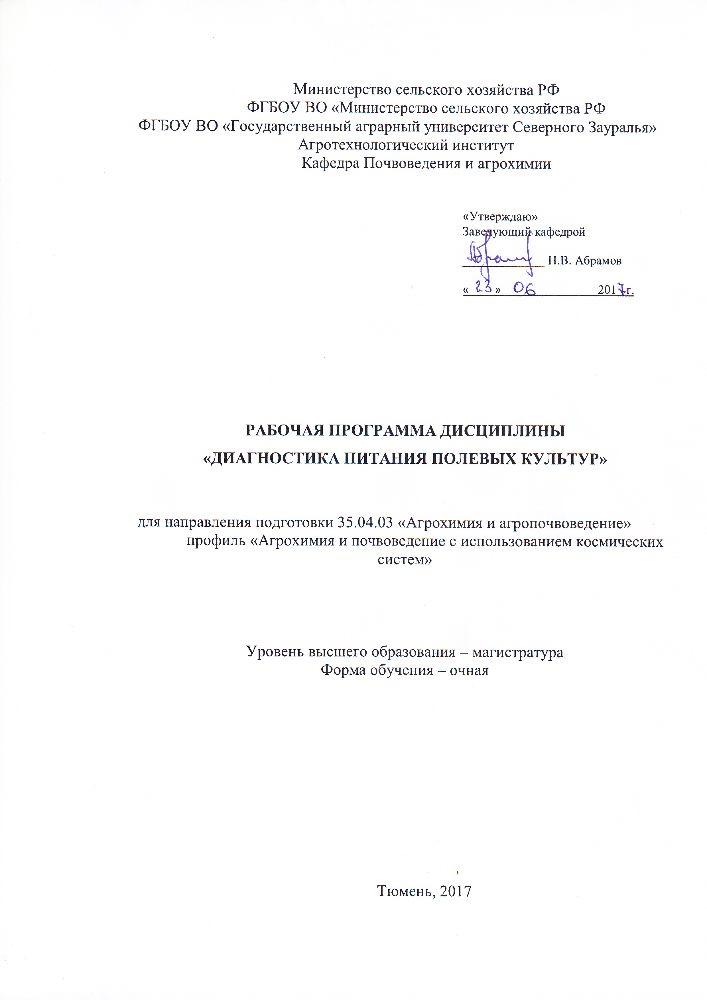 Министерство сельского хозяйства РФ
ФГБОУ ВО «Министерство сельского хозяйства РФ
ФГБОУ ВО «Государственный аграрный университет Северного Зауралья»
Агротехнологический институт
Кафедра Почвоведения и агрохимии
«Утверждаю»
Заведующий кафедрой
Н.В. Абрамов
« 23 » 06 2017 г.
РАБОЧАЯ ПРОГРАММА ДИСЦИПЛИНЫ
«ДИАГНОСТИКА ПИТАНИЯ ПОЛЕВЫХ КУЛЬТУР»
для направления подготовки 35.04.03 «Агрохимия и агропочвоведение»
профиль «Агрохимия и почвоведение с использованием космических
систем»
Уровень высшего образования – магистратура
Форма обучения – очная
Тюмень, 2017